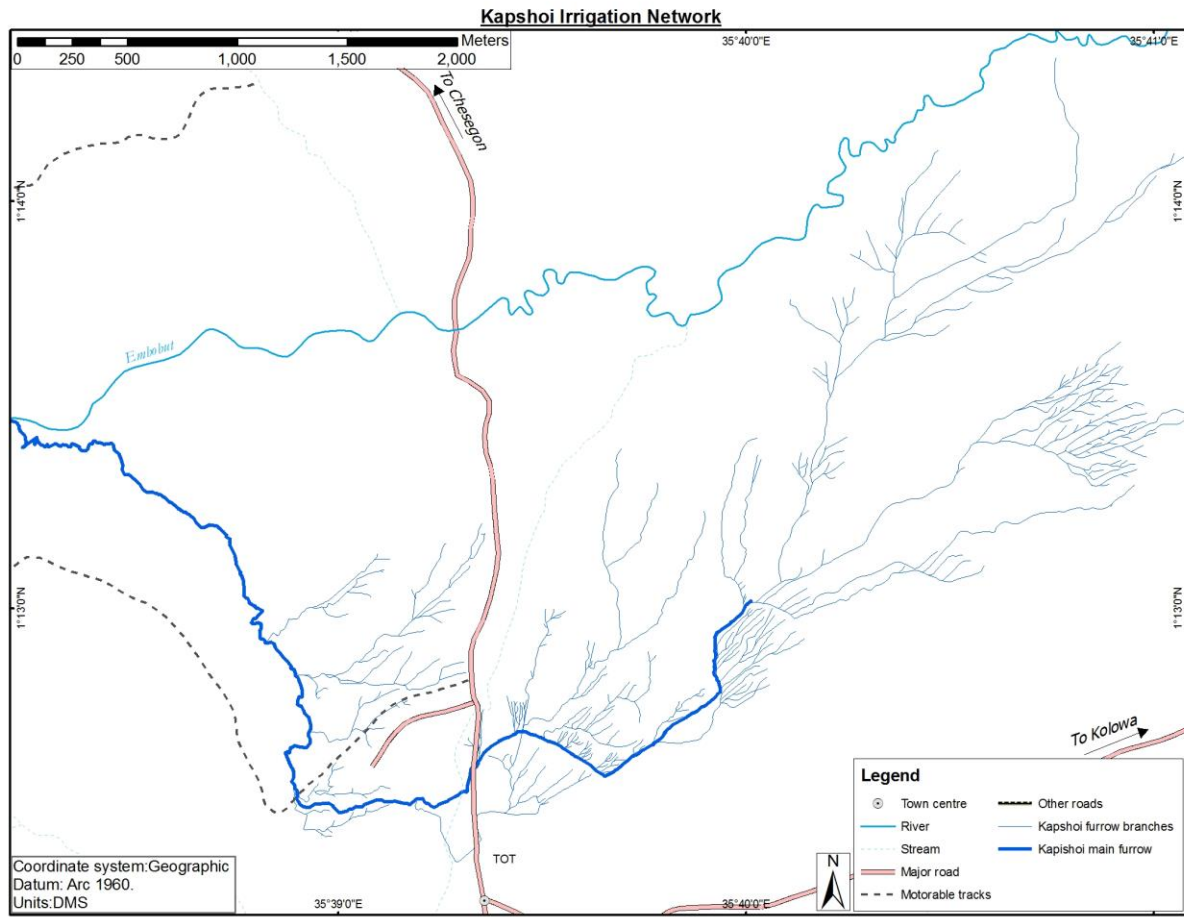 Kapshoi Irrigation Network
Meters
0 250 500 1,000 1,500 2,000
35°40'0"E
35°41'0"E
To Chesegon
1°14'0"N
1°14'0"N
Embobut
1°13'0"N
1°13'0"N
To Kolowa
TOT
35°39'0"E
35°40'0"E
N
Coordinate system:Geographic
Datum: Arc 1960.
Units:DMS
Legend
Town centre
River
Stream
Major road
Motorable tracks
Other roads
Kapshoi furrow branches
Kapishoi main furrow